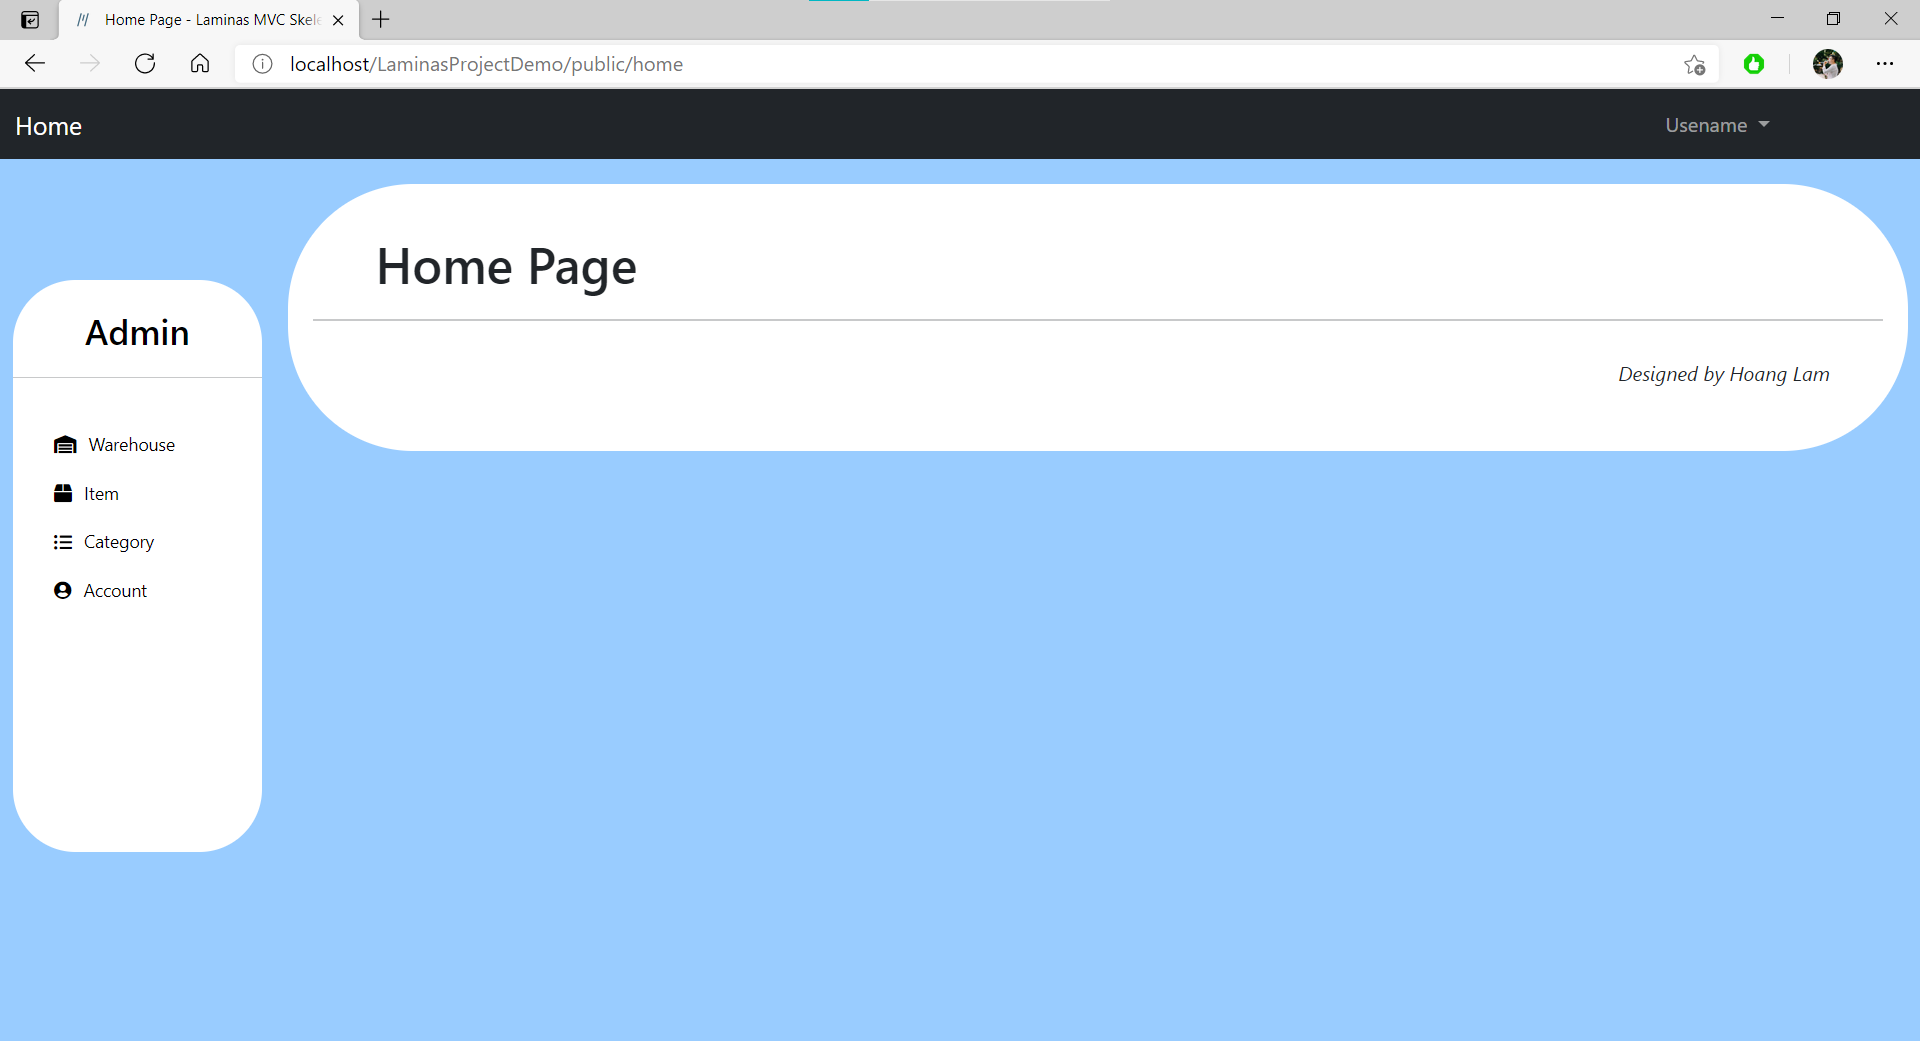 Home Page - Laminas MVC Skele
localhost/LaminasProjectDemo/public/home
Home
Usename
Home Page
Designed by Hoang Lam
Admin
Warehouse
Item
Category
Account